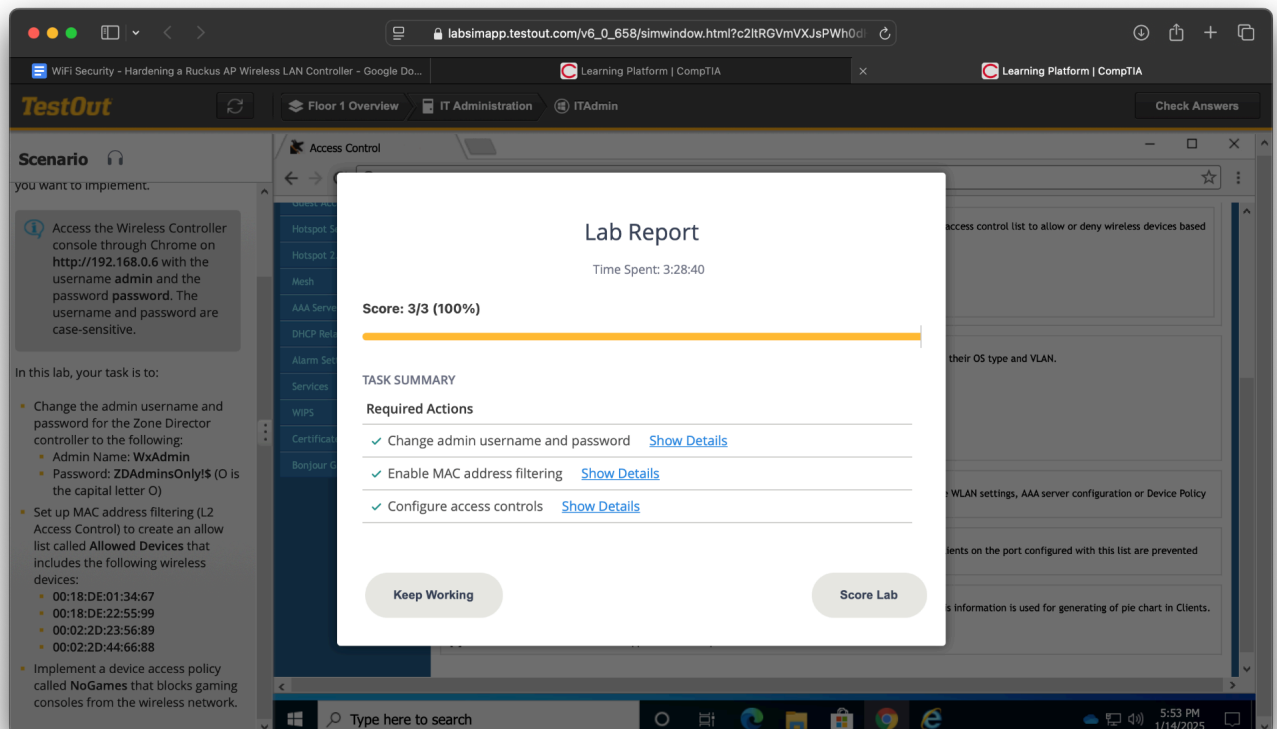 labsimapp.testout.com/v6_0_658/simwindow.html?c2ltRGVmVXJsPWh0d
WiFi Security - Hardening a Ruckus AP Wireless LAN Controller - Google Do...
Learning Platform | CompTIA
Learning Platform | CompTIA
TestOut
Floor 1 Overview
IT Administration
ITAdmin
Check Answers
Scenario
you want to implement.
Access the Wireless Controller
console through Chrome on
http://192.168.0.6 with the
username admin and the
password password. The
username and password are
case-sensitive.
In this lab, your task is to:
Change the admin username and
password for the Zone Director
controller to the following:
Admin Name: WxAdmin
Password: ZDAdminsOnly!$ (O is
the capital letter O)
Set up MAC address filtering (L2
Access Control) to create an allow
list called Allowed Devices that
includes the following wireless
devices:
00:18:DE:01:34:67
00:18:DE:22:55:99
00:02:2D:23:56:89
00:02:2D:44:66:88
Implement a device access policy
called NoGames that blocks gaming
consoles from the wireless network.
Access Control
Guest Acc
Hotspot Se
Hotspot 2.
Mesh
AAA Serve
DHCP Rela
Alarm Set
Services
WIPS
Certificat
Bonjour G
access control list to allow or deny wireless devices based
their OS type and VLAN.
WLAN settings, AAA server configuration or Device Policy
ients on the port configured with this list are prevented
s information is used for generating of pie chart in Clients.
Lab Report
Time Spent: 3:28:40
Score: 3/3 (100%)
TASK SUMMARY
Required Actions
Change admin username and password Show Details
Enable MAC address filtering Show Details
Configure access controls Show Details
Keep Working
Score Lab
Type here to search
5:53 PM
1/14/2025